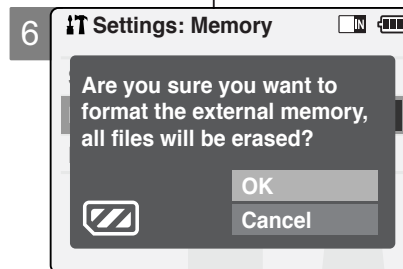 6
Settings: Memory
IN
Are you sure you want to
format the external memory,
all files will be erased?
OK
Cancel